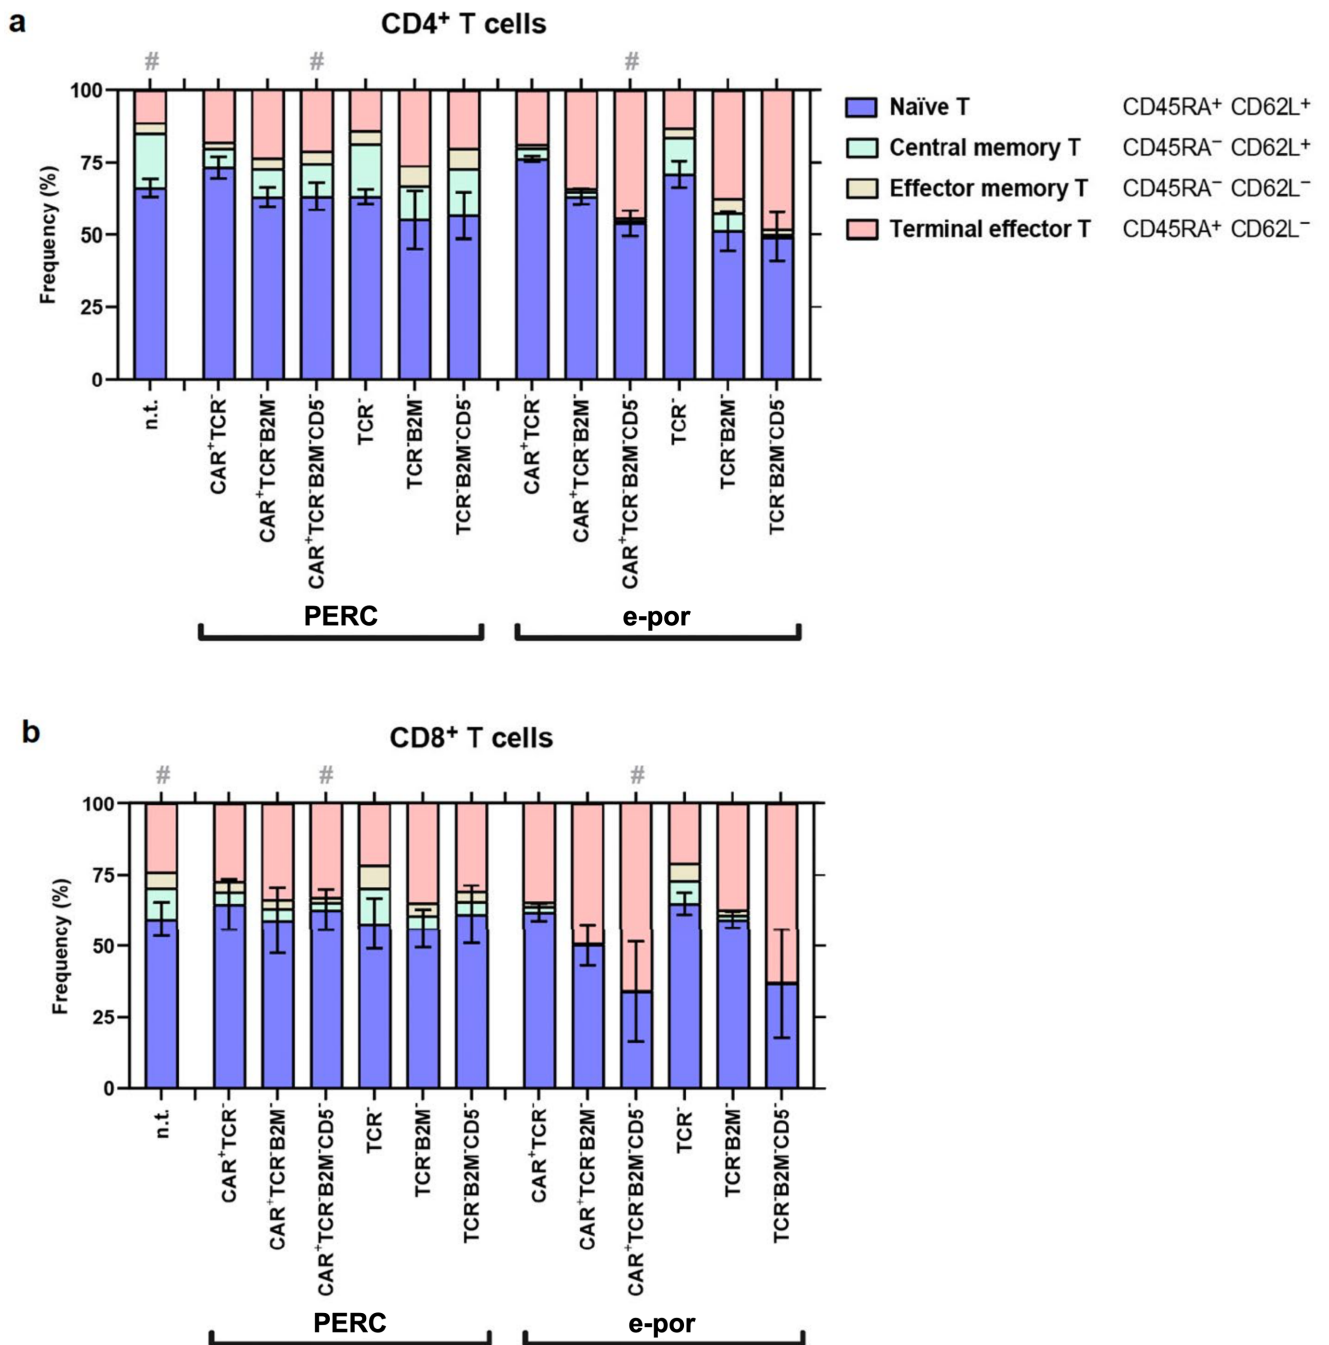 a
CD4⁺ T cells
# # #
100
75
50
25
0
Frequency (%)
n.t.
CAR⁺TCR⁻
CAR⁺TCR⁻B2M⁻
CAR⁺TCR⁻B2M⁻CD5⁻
TCR⁻
TCR⁻B2M⁻
TCR⁻B2M⁻CD5⁻
CAR⁺TCR⁻
CAR⁺TCR⁻B2M⁻
CAR⁺TCR⁻B2M⁻CD5⁻
TCR⁻
TCR⁻B2M⁻
TCR⁻B2M⁻CD5⁻
PERC e-por
Naïve T CD45RA⁺ CD62L⁺
Central memory T CD45RA⁻ CD62L⁺
Effector memory T CD45RA⁻ CD62L⁻
Terminal effector T CD45RA⁺ CD62L⁻
b
CD8⁺ T cells
# # #
100
75
50
25
0
Frequency (%)
n.t.
CAR⁺TCR⁻
CAR⁺TCR⁻B2M⁻
CAR⁺TCR⁻B2M⁻CD5⁻
TCR⁻
TCR⁻B2M⁻
TCR⁻B2M⁻CD5⁻
CAR⁺TCR⁻
CAR⁺TCR⁻B2M⁻
CAR⁺TCR⁻B2M⁻CD5⁻
TCR⁻
TCR⁻B2M⁻
TCR⁻B2M⁻CD5⁻
PERC e-por